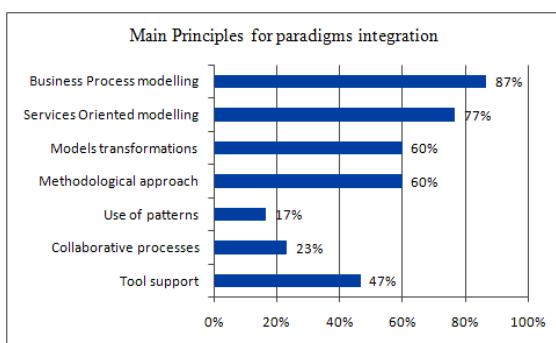 Main Principles for paradigms integration
Business Process modelling 87%
Services Oriented modelling 77%
Models transformations 60%
Methodological approach 60%
Use of patterns 17%
Collaborative processes 23%
Tool support 47%
0% 20% 40% 60% 80% 100%